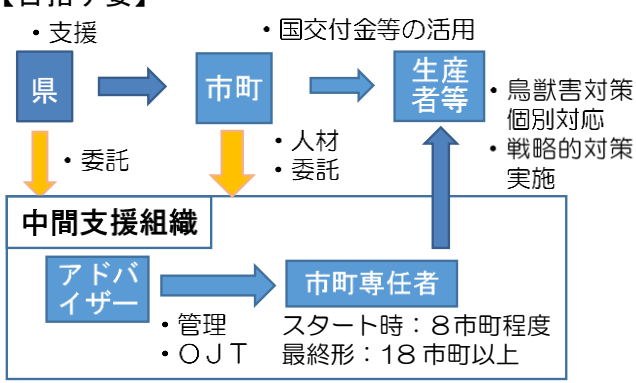 ・支援
・国交付金等の活用
県
市町
生産
者等
・鳥獣害対策
個別対応
・戦略的対策
実施
・委託
・人材
・委託
中間支援組織
アドバ
イザー
市町専任者
・管理
・ＯＪＴ
スタート時：８市町程度
最終形：18 市町以上